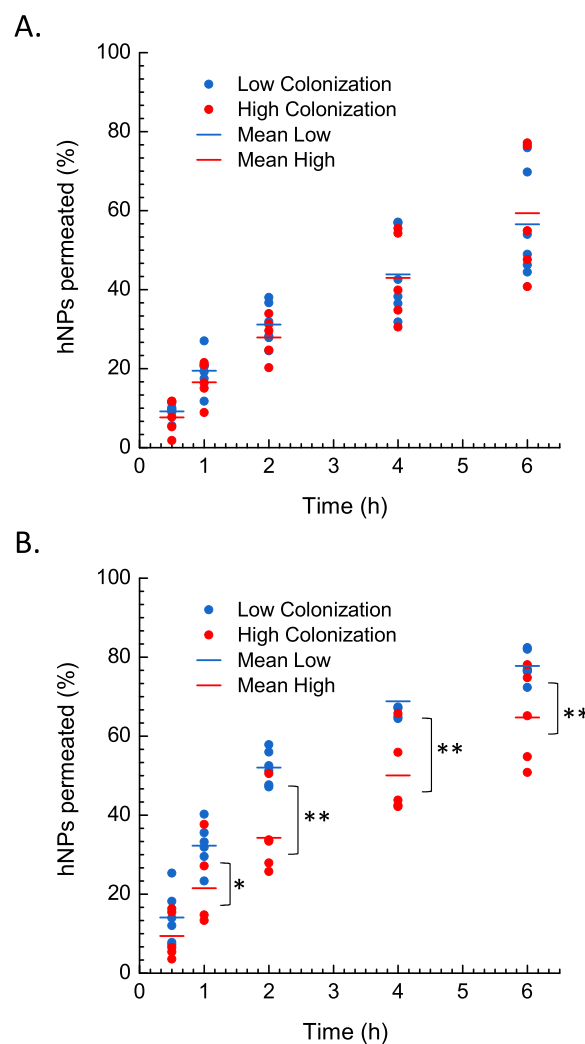 A.
100
80
60
40
20
0
hNPs permeated (%)
Low Colonization
High Colonization
Mean Low
Mean High
0 1 2 3 4 5 6
Time (h)
B.
100
80
60
40
20
0
hNPs permeated (%)
Low Colonization
High Colonization
Mean Low
Mean High
*
**
**
**
0 1 2 3 4 5 6
Time (h)